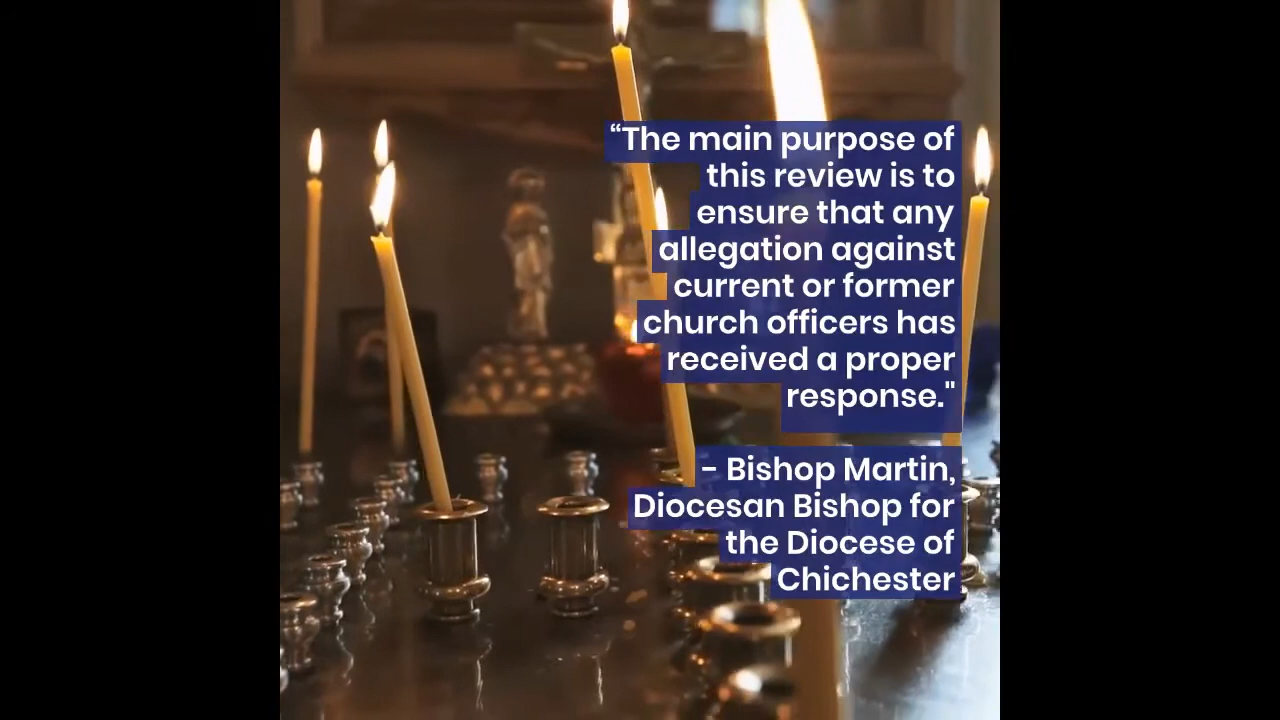 “The main purpose of
this review is to
ensure that any
allegation against
current or former
church officers has
received a proper
response."
- Bishop Martin,
Diocesan Bishop for
the Diocese of
Chichester